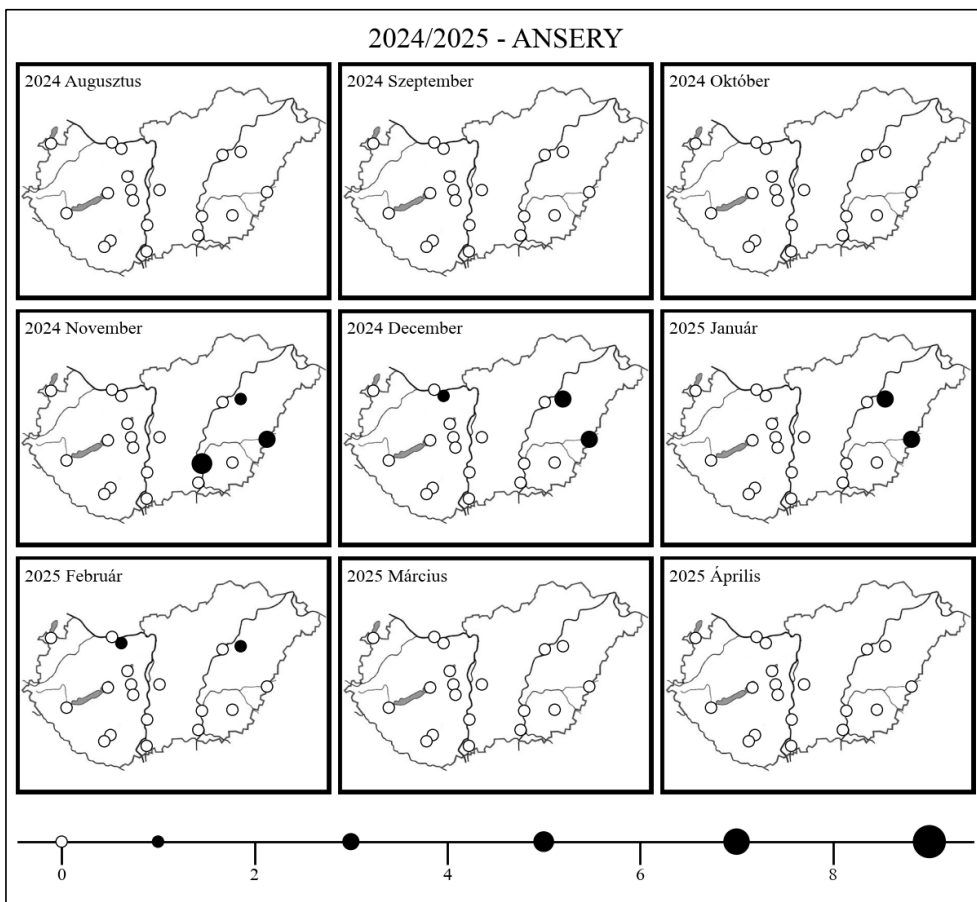 2024/2025 - ANSERY
2024 Augusztus
2024 Szeptember
2024 Október
2024 November
2024 December
2025 Január
2025 Február
2025 Március
2025 Április
0
2
4
6
8